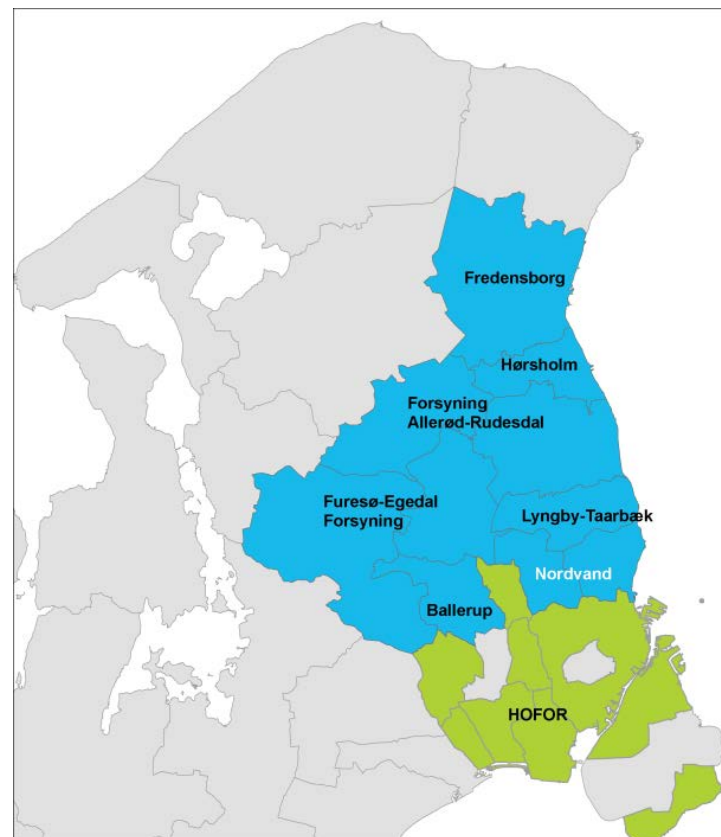 Fredensborg
Hørsholm
Forsyning
Allerød-Rudesdal
Furesø-Egedal
Forsyning
Lyngby-Taarbæk
Nordvand
Ballerup
HOFOR